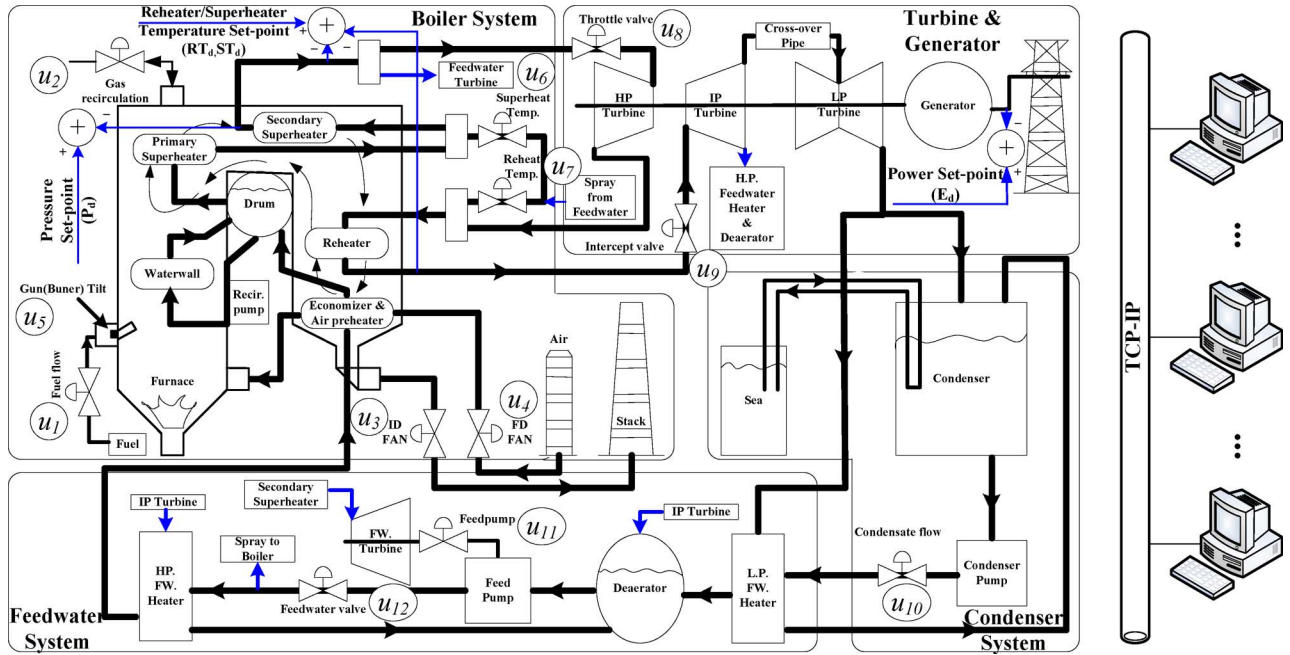 Reheater/Superheater
Temperature Set-point
(RTd,STd)
Boiler System
Throttle valve
u8
Cross-over
Pipe
Turbine &
Generator
u2
Gas
recirculation
u6
Feedwater
Turbine
Superheat
Temp.
HP
Turbine
IP
Turbine
LP
Turbine
Generator
Secondary
Superheater
Primary
Superheater
Reheat
Temp.
u7
Spray
from
Feedwater
H.P.
Feedwater
Heater
&
Deaerator
Power Set-point
(Ed)
Pressure
Set-point
(Pd)
Drum
Reheater
Intercept valve
u9
Waterwall
Recir.
pump
Gun(Buner) Tilt
u5
Economizer &
Air preheater
Air
Fuel flow
Furnace
u1
Fuel
u3
ID
FAN
u4
FD
FAN
Stack
Sea
Condenser
TCP-IP
IP Turbine
Secondary
Superheater
Feedpump
u11
IP Turbine
Condensate flow
FW.
Turbine
Spray to
Boiler
HP.
FW.
Heater
Feedwater valve
u12
Feed
Pump
Deaerator
L.P.
FW.
Heater
u10
Condenser
Pump
Feedwater
System
Condenser
System